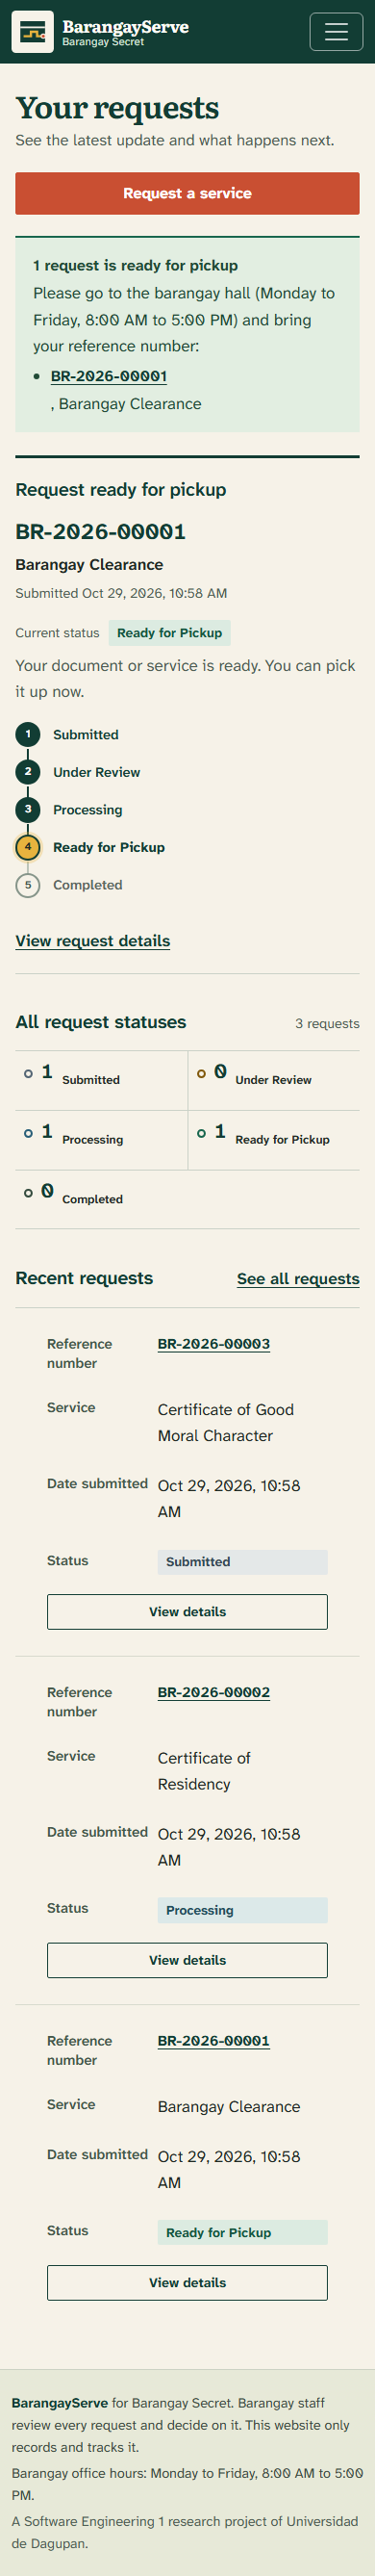 BarangayServe
Barangay Secret
Your requests
See the latest update and what happens next.
Request a service
1 request is ready for pickup
Please go to the barangay hall (Monday to
Friday, 8:00 AM to 5:00 PM) and bring
your reference number:
• BR-2026-00001
, Barangay Clearance
Request ready for pickup
BR-2026-00001
Barangay Clearance
Submitted Oct 29, 2026, 10:58 AM
Current status Ready for Pickup
Your document or service is ready. You can pick
it up now.
1 Submitted
2 Under Review
3 Processing
4 Ready for Pickup
5 Completed
View request details
All request statuses 3 requests
1 Submitted 0 Under Review
1 Processing 1 Ready for Pickup
0 Completed
Recent requests See all requests
Reference BR-2026-00003
number
Service Certificate of Good
Moral Character
Date submitted Oct 29, 2026, 10:58
AM
Status Submitted
View details
Reference BR-2026-00002
number
Service Certificate of
Residency
Date submitted Oct 29, 2026, 10:58
AM
Status Processing
View details
Reference BR-2026-00001
number
Service Barangay Clearance
Date submitted Oct 29, 2026, 10:58
AM
Status Ready for Pickup
View details
BarangayServe for Barangay Secret. Barangay staff
review every request and decide on it. This website only
records and tracks it.
Barangay office hours: Monday to Friday, 8:00 AM to 5:00
PM.
A Software Engineering 1 research project of Universidad
de Dagupan.